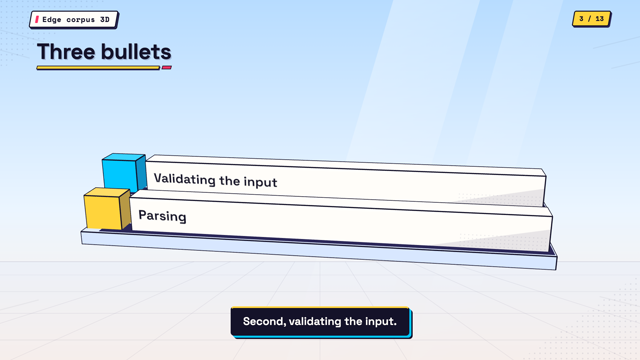 Edge corpus 3D
3 / 13
Three bullets
Validating the input
Parsing
Second, validating the input.